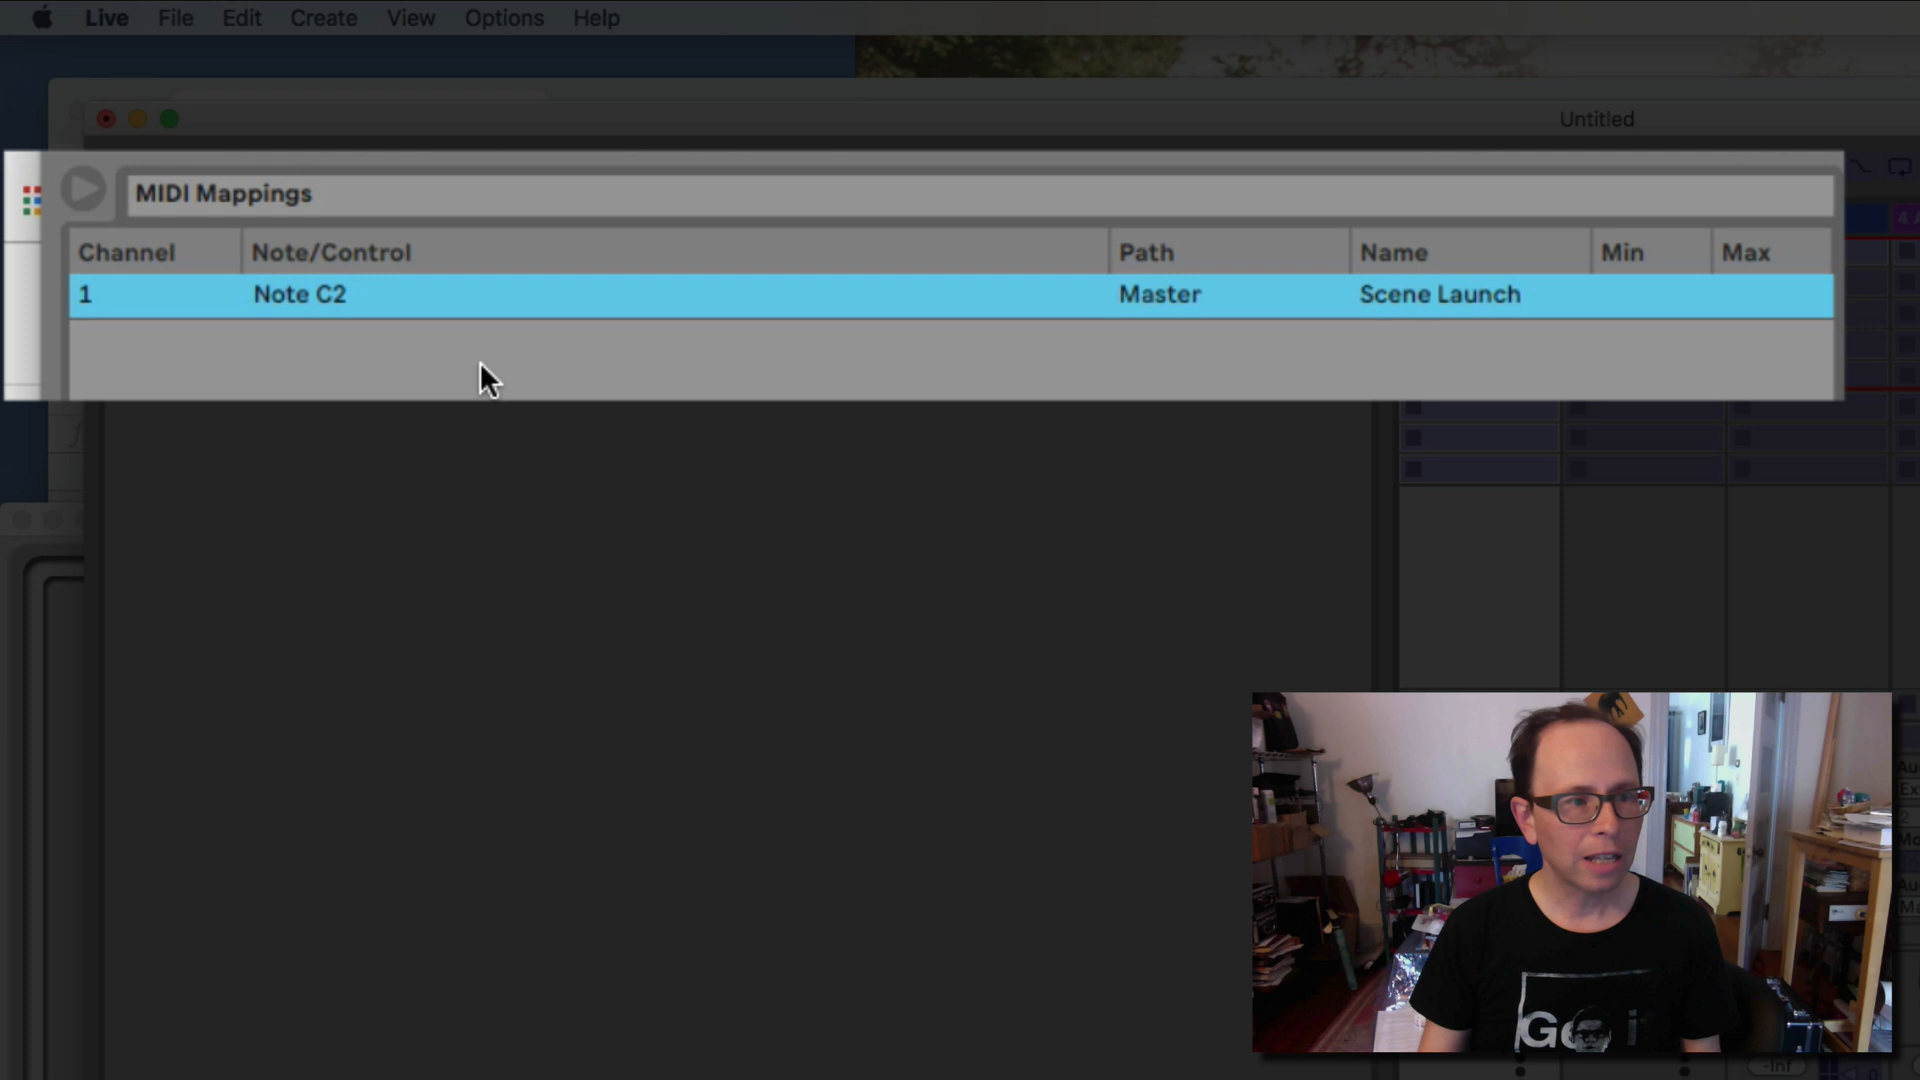 Live File Edit Create View Options Help
Untitled
MIDI Mappings
Channel Note/Control Path Name Min Max
1 Note C2 Master Scene Launch
-Inf